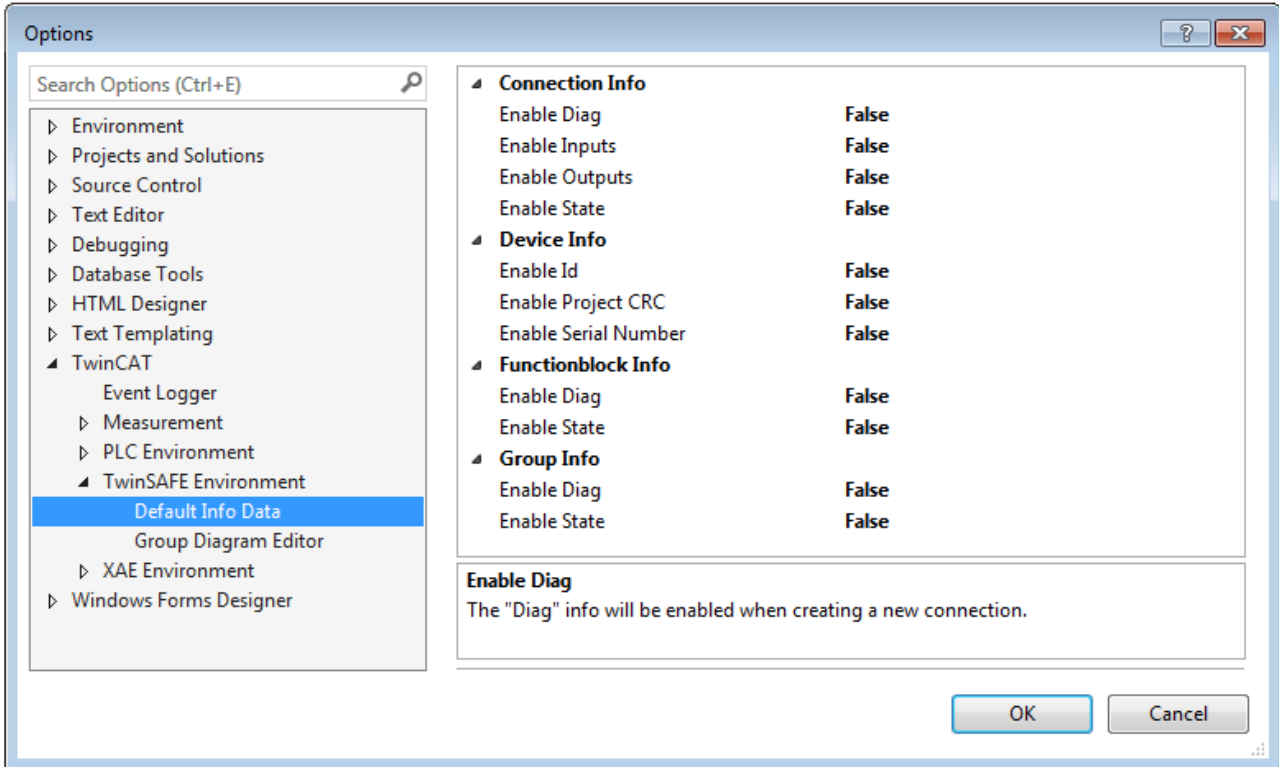 Options
?
Search Options (Ctrl+E)
Environment
Projects and Solutions
Source Control
Text Editor
Debugging
Database Tools
HTML Designer
Text Templating
TwinCAT
Event Logger
Measurement
PLC Environment
TwinSAFE Environment
Default Info Data
Group Diagram Editor
XAE Environment
Windows Forms Designer
Connection Info
Enable Diag False
Enable Inputs False
Enable Outputs False
Enable State False
Device Info
Enable Id False
Enable Project CRC False
Enable Serial Number False
Functionblock Info
Enable Diag False
Enable State False
Group Info
Enable Diag False
Enable State False
Enable Diag
The "Diag" info will be enabled when creating a new connection.
OK Cancel